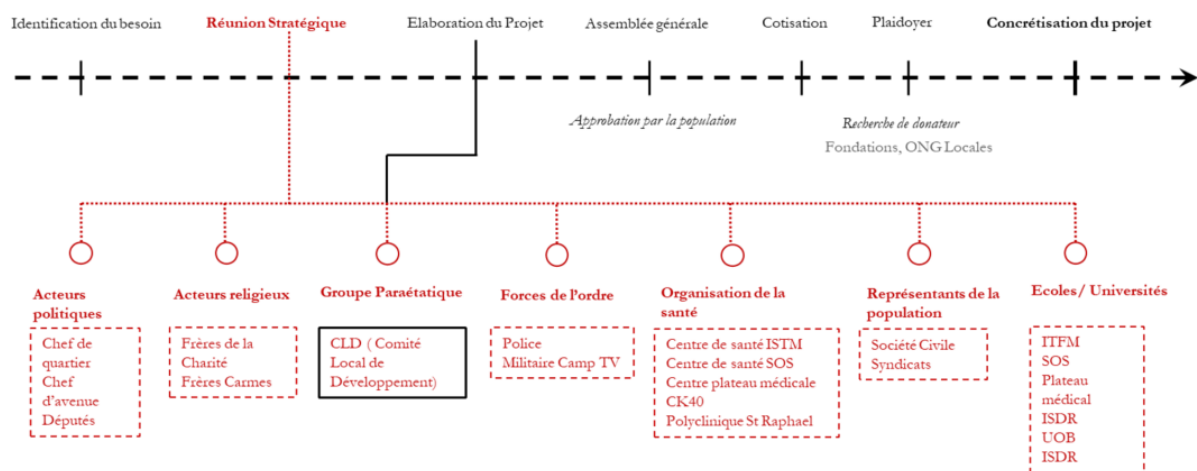 Identification du besoin
Réunion Stratégique
Elaboration du Projet
Assemblée générale
Cotisation
Plaidoyer
Concrétisation du projet
Approbation par la population
Recherche de donateur
Fondations, ONG Locales
Acteurs
politiques
Chef de
quartier
Chef
d'avenue
Députés
Acteurs religieux
Frères de la
Charité
Frères Carmes
Groupe Paraétatique
CLD ( Comité
Local de
Développement)
Forces de l'ordre
Police
Militaire Camp TV
Organisation de la
santé
Centre de santé ISTM
Centre de santé SOS
Centre plateau médicale
CK40
Polyclinique St Raphael
Représentants de la
population
Société Civile
Syndicats
Ecoles/ Universités
ITFM
SOS
Plateau
médical
ISDR
UOB
ISDR